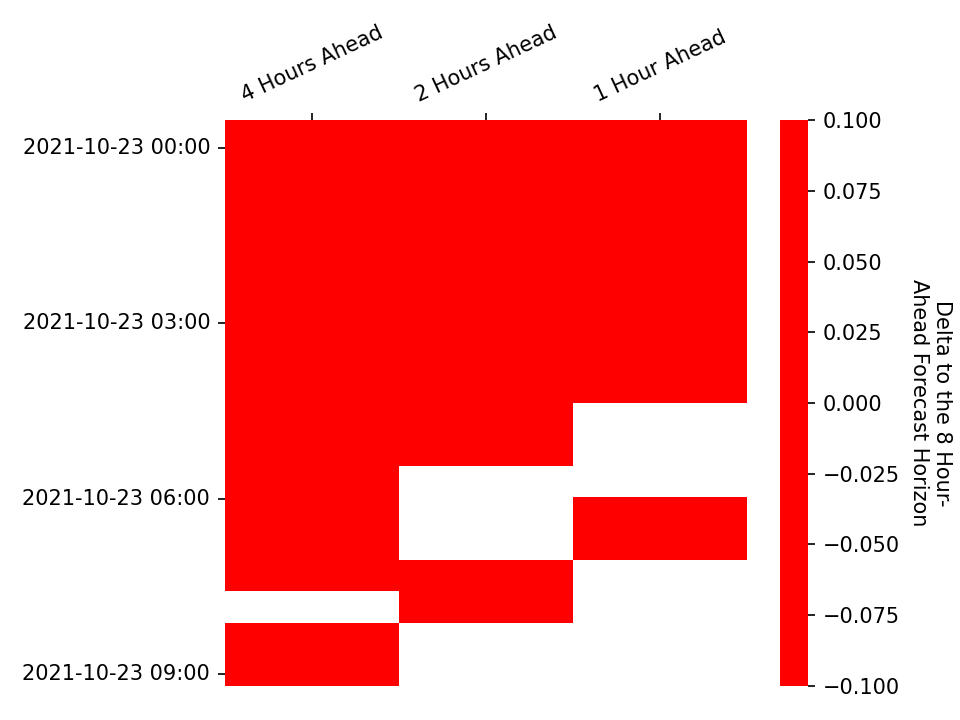 4 Hours Ahead
2 Hours Ahead
1 Hour Ahead
2021-10-23 00:00
2021-10-23 03:00
2021-10-23 06:00
2021-10-23 09:00
0.100
0.075
0.050
0.025
0.000
−0.025
−0.050
−0.075
−0.100
Delta to the 8 Hour-
Ahead Forecast Horizon